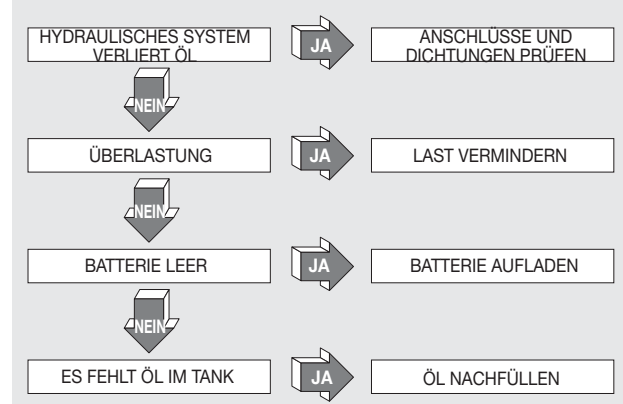 HYDRAULISCHES SYSTEM
VERLIERT ÖL
JA
ANSCHLÜSSE UND
DICHTUNGEN PRÜFEN
NEIN
ÜBERLASTUNG
JA
LAST VERMINDERN
NEIN
BATTERIE LEER
JA
BATTERIE AUFLADEN
NEIN
ES FEHLT ÖL IM TANK
JA
ÖL NACHFÜLLEN